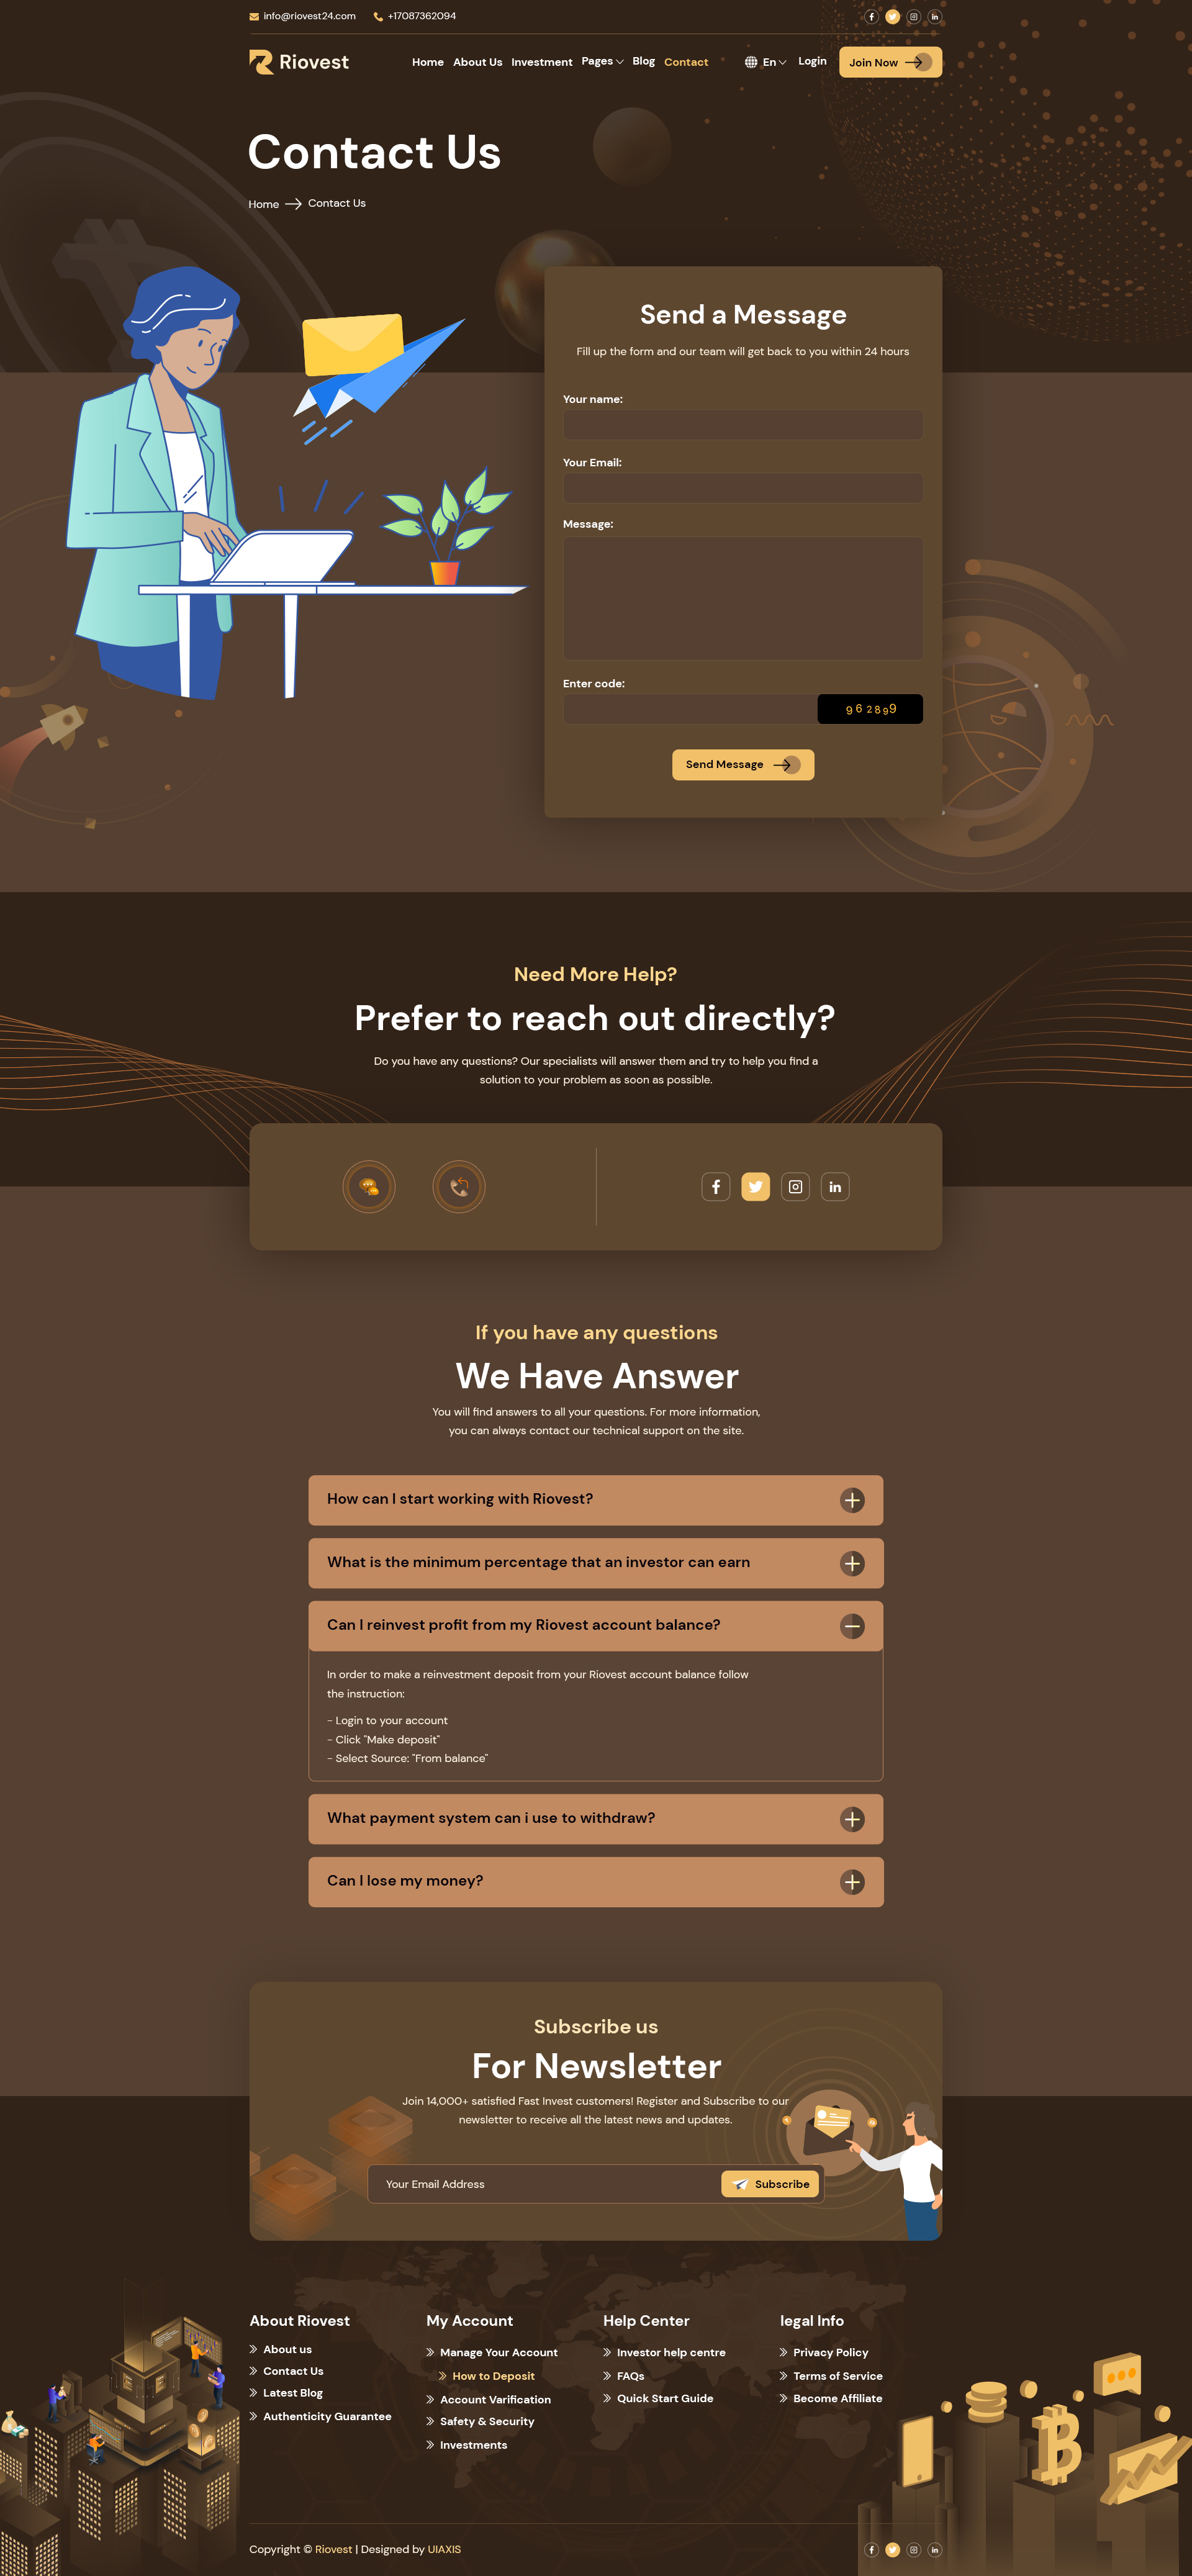 info@riovest24.com +17087362094
Riovest Home About Us Investment Pages Blog Contact En Login Join Now
Contact Us
Home Contact Us
Send a Message
Fill up the form and our team will get back to you within 24 hours
Your name:
Your Email:
Message:
Enter code:
962899
Send Message
Need More Help?
Prefer to reach out directly?
Do you have any questions? Our specialists will answer them and try to help you find a
solution to your problem as soon as possible.
If you have any questions
We Have Answer
You will find answers to all your questions. For more information,
you can always contact our technical support on the site.
How can I start working with Riovest?
What is the minimum percentage that an investor can earn
Can I reinvest profit from my Riovest account balance?
In order to make a reinvestment deposit from your Riovest account balance follow
the instruction:
- Login to your account
- Click "Make deposit"
- Select Source: "From balance"
What payment system can i use to withdraw?
Can I lose my money?
Subscribe us
For Newsletter
Join 14,000+ satisfied Fast Invest customers! Register and Subscribe to our
newsletter to receive all the latest news and updates.
Your Email Address Subscribe
About Riovest
About us
Contact Us
Latest Blog
Authenticity Guarantee
My Account
Manage Your Account
How to Deposit
Account Varification
Safety & Security
Investments
Help Center
Investor help centre
FAQs
Quick Start Guide
legal Info
Privacy Policy
Terms of Service
Become Affiliate
Copyright © Riovest | Designed by UIAXIS